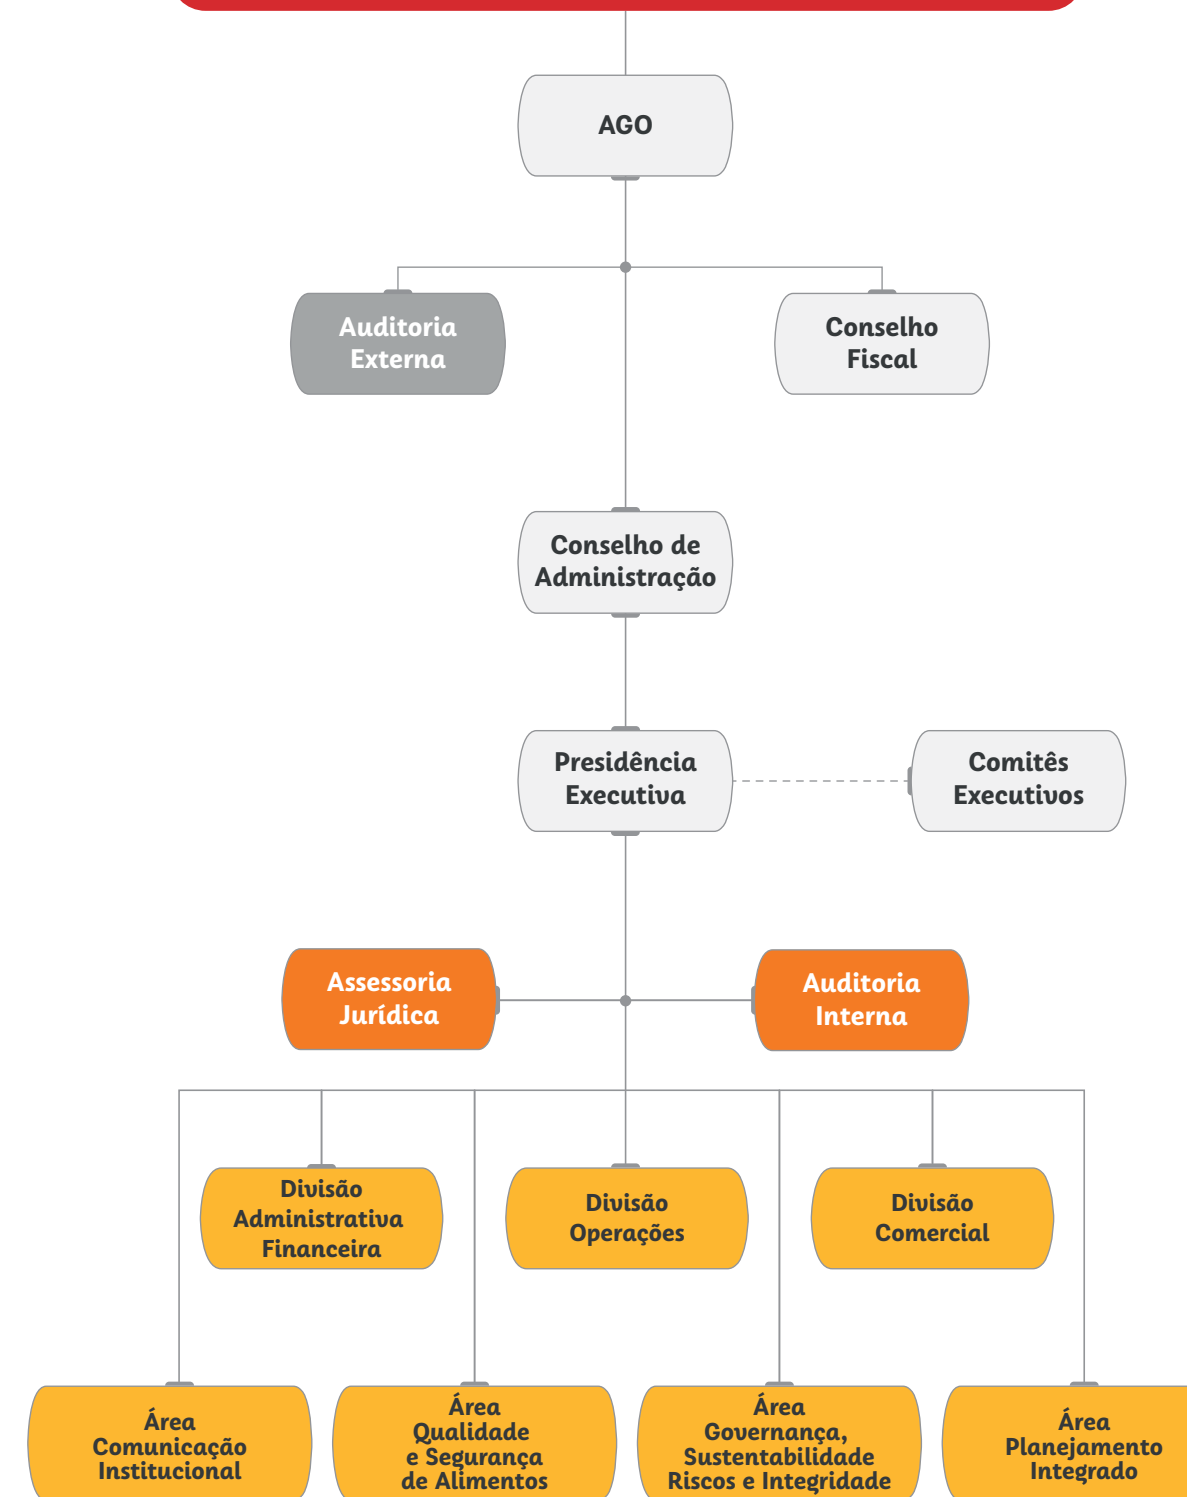 AGO
Auditoria
Externa
Conselho
Fiscal
Conselho de
Administração
Presidência
Executiva
Comitês
Executivos
Assessoria
Jurídica
Auditoria
Interna
Divisão
Administrativa
Financeira
Divisão
Operações
Divisão
Comercial
Área
Comunicação
Institucional
Área
Qualidade
e Segurança
de Alimentos
Área
Governança,
Sustentabilidade
Riscos e Integridade
Área
Planejamento
Integrado